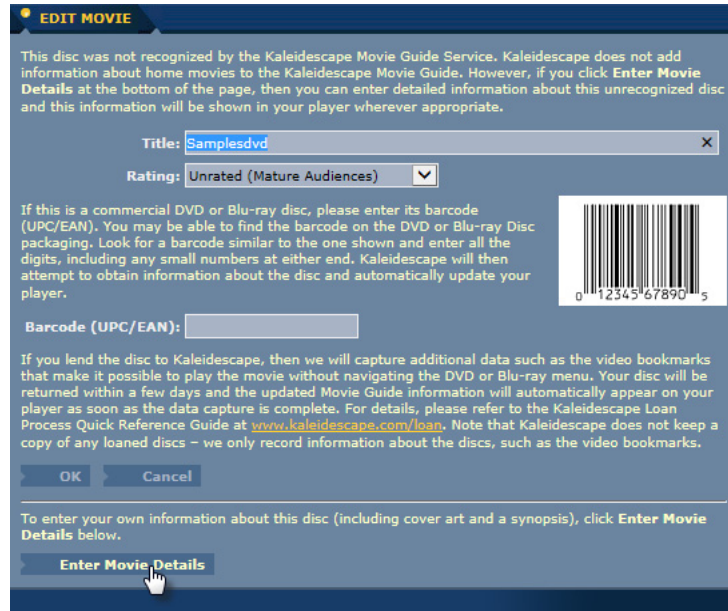 EDIT MOVIE
This disc was not recognized by the Kaleidescape Movie Guide Service. Kaleidescape does not add
information about home movies to the Kaleidescape Movie Guide. However, if you click Enter Movie
Details at the bottom of the page, then you can enter detailed information about this unrecognized disc
and this information will be shown in your player wherever appropriate.
Title: Samplesdvd ×
Rating: Unrated (Mature Audiences)
If this is a commercial DVD or Blu-ray disc, please enter its barcode
(UPC/EAN). You may be able to find the barcode on the DVD or Blu-ray Disc
packaging. Look for a barcode similar to the one shown and enter all the
digits, including any small numbers at either end. Kaleidescape will then
attempt to obtain information about the disc and automatically update your
player.
0 12345 67890 5
Barcode (UPC/EAN):
If you lend the disc to Kaleidescape, then we will capture additional data such as the video bookmarks
that make it possible to play the movie without navigating the DVD or Blu-ray menu. Your disc will be
returned within a few days and the updated Movie Guide information will automatically appear on your
player as soon as the data capture is complete. For details, please refer to the Kaleidescape Loan
Process Quick Reference Guide at www.kaleidescape.com/loan. Note that Kaleidescape does not keep a
copy of any loaned discs – we only record information about the discs, such as the video bookmarks.
OK Cancel
To enter your own information about this disc (including cover art and a synopsis), click Enter Movie
Details below.
Enter Movie Details